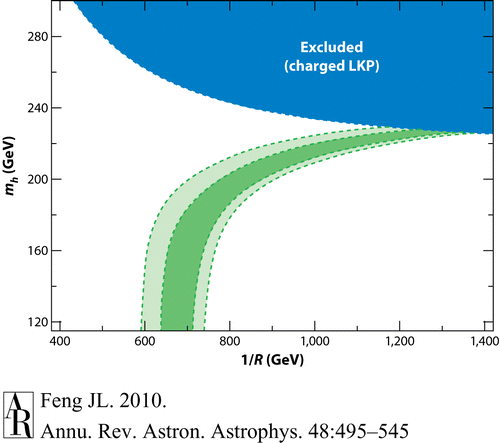 280
240
200
160
120
m_h (GeV)
Excluded
(charged LKP)
400
600
800
1,000
1,200
1,400
1/R (GeV)
AR
Feng JL. 2010.
Annu. Rev. Astron. Astrophys. 48:495–545